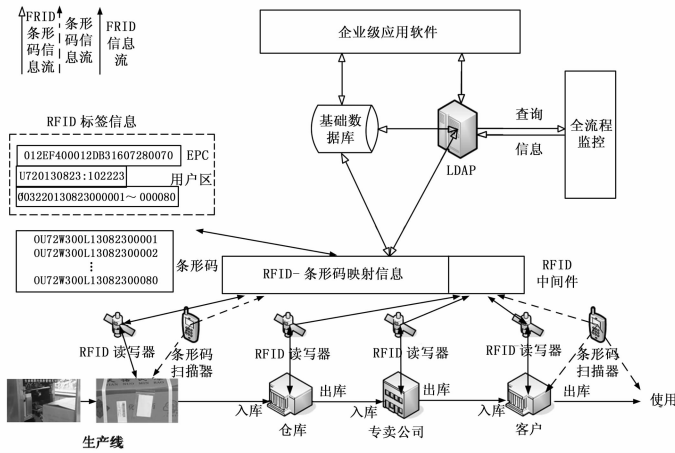 FRID
条形
码信
息流
条形
码信
息流
FRID
信息
流
企业级应用软件
基础数
据库
LDAP
查询
信息
全流程
监控
RFID 标签信息
012EF400012DB31607280070
EPC
U720130823:102223
用户区
003220130823000001～000080
0U72W300L13082300001
0U72W300L13082300002
⋮
0U72W300L13082300080
条形码
RFID-条形码映射信息
RFID
中间件
RFID 读写器
条形码
扫描器
RFID 读写器
RFID 读写器
RFID 读写器
条形码
扫描器
入库
出库
入库
出库
入库
出库
使用
仓库
专卖公司
客户
生产线